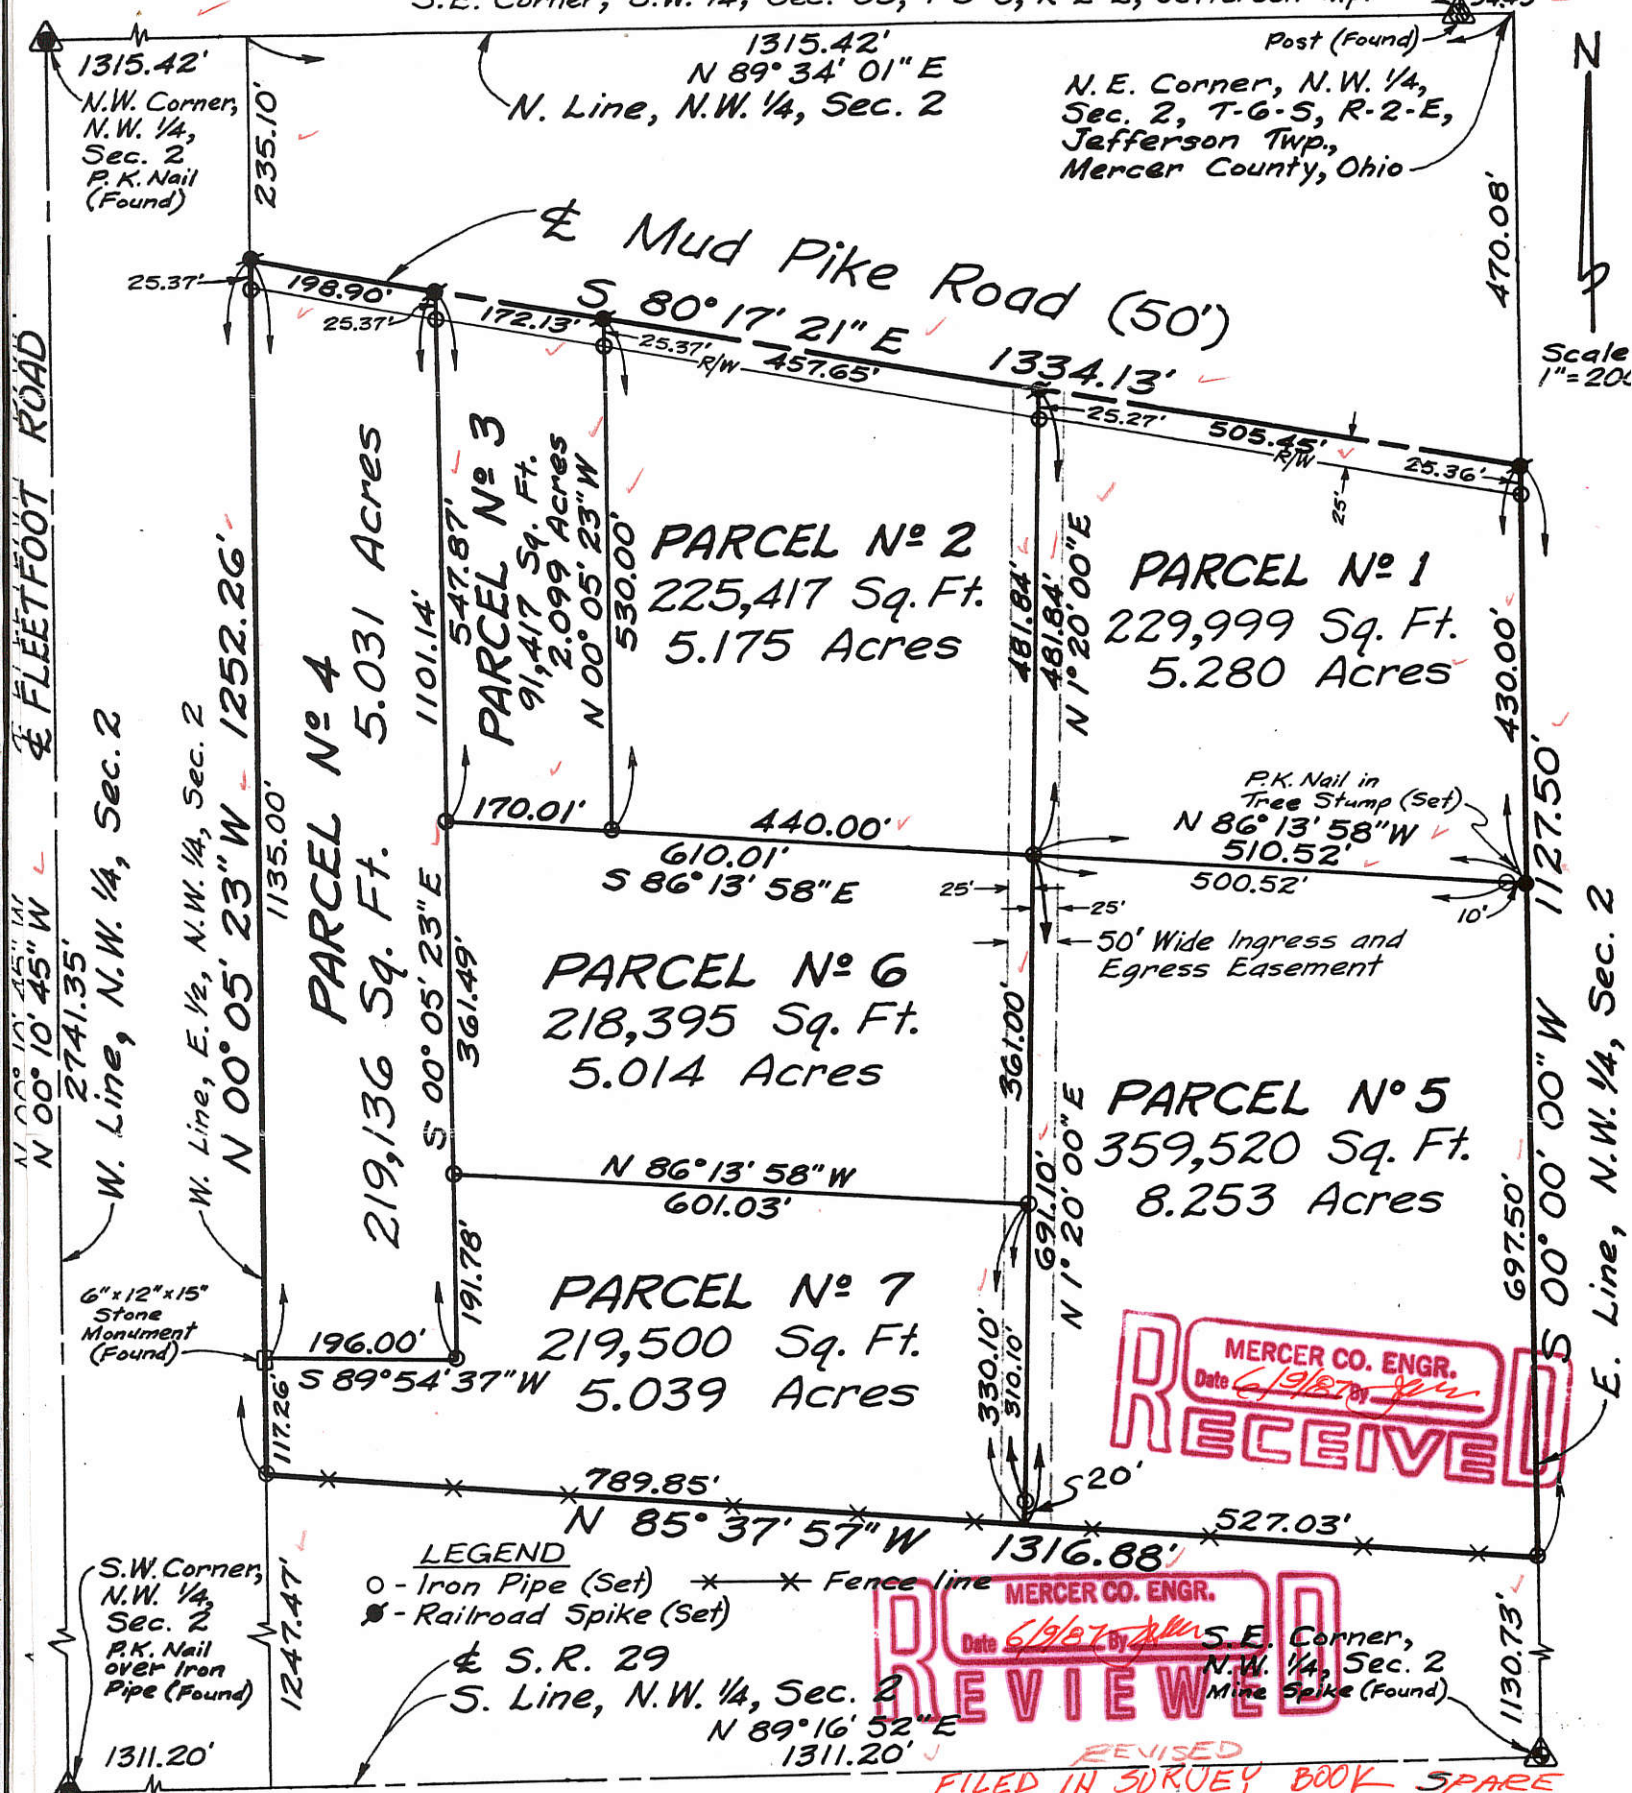 1315.42'
N.W. Corner,
N.W. 1/4,
Sec. 2
P.K. Nail
(Found)
235.10'
1315.42'
N 89° 34' 01" E
N. Line, N.W. 1/4, Sec. 2
Post (Found)
N.E. Corner, N.W. 1/4,
Sec. 2, T-6-S, R-2-E,
Jefferson Twp.,
Mercer County, Ohio
470.08'
N
Scale
℄ Mud Pike Road (50')
S 80° 17' 21" E
1334.13'
25.37'
198.90'
25.37'
172.13'
25.37'
R/W
457.65'
25.27'
505.45'
R/W
25.36'
25'
℄ FLEETFOOT ROAD
N 00° 10' 45" W
2741.35'
W. Line, N.W. 1/4, Sec. 2
W. Line, E. 1/2, N.W. 1/4, Sec. 2
N 00° 05' 23" W 1252.26'
1135.00'
PARCEL Nº 4
219,136 Sq. Ft. 5.031 Acres
1101.14'
547.87'
S 00° 05' 23" E
361.49'
191.78'
PARCEL Nº 3
91,417 Sq. Ft.
2.099 Acres
N 00° 05' 23" W
530.00'
PARCEL Nº 2
225,417 Sq. Ft.
5.175 Acres
481.84'
481.84'
N 1° 20' 00" E
PARCEL Nº 1
229,999 Sq. Ft.
5.280 Acres
430.00'
1127.50'
S 00° 00' 00" W
P.K. Nail in
Tree Stump (Set)
N 86° 13' 58" W
510.52'
500.52'
10'
170.01'
440.00'
610.01'
S 86° 13' 58" E
25'
25'
50' Wide Ingress and
Egress Easement
PARCEL Nº 6
218,395 Sq. Ft.
5.014 Acres
361.00'
691.10'
N 1° 20' 00" E
PARCEL Nº 5
359,520 Sq. Ft.
8.253 Acres
697.50'
E. Line, N.W. 1/4, Sec. 2
N 86° 13' 58" W
601.03'
PARCEL Nº 7
219,500 Sq. Ft.
5.039 Acres
330.10'
310.10'
20'
6"x12"x15"
Stone
Monument
(Found)
196.00'
S 89° 54' 37" W
117.26'
MERCER CO. ENGR.
Date 6/9/87 By
RECEIVED
789.85'
N 85° 37' 57" W
1316.88'
527.03'
S.W. Corner,
N.W. 1/4,
Sec. 2
P.K. Nail
over Iron
Pipe (Found)
1247.47'
LEGEND
- Iron Pipe (Set)
Fence line
- Railroad Spike (Set)
℄ S.R. 29
S. Line, N.W. 1/4, Sec. 2
N 89° 16' 52" E
1311.20'
1311.20'
MERCER CO. ENGR.
Date 6/9/87 By
REVIEWED
S.E. Corner,
N.W. 1/4, Sec. 2
Mine Spike (Found)
1130.73'
REVISED
FILED IN SURVEY BOOK SPARE